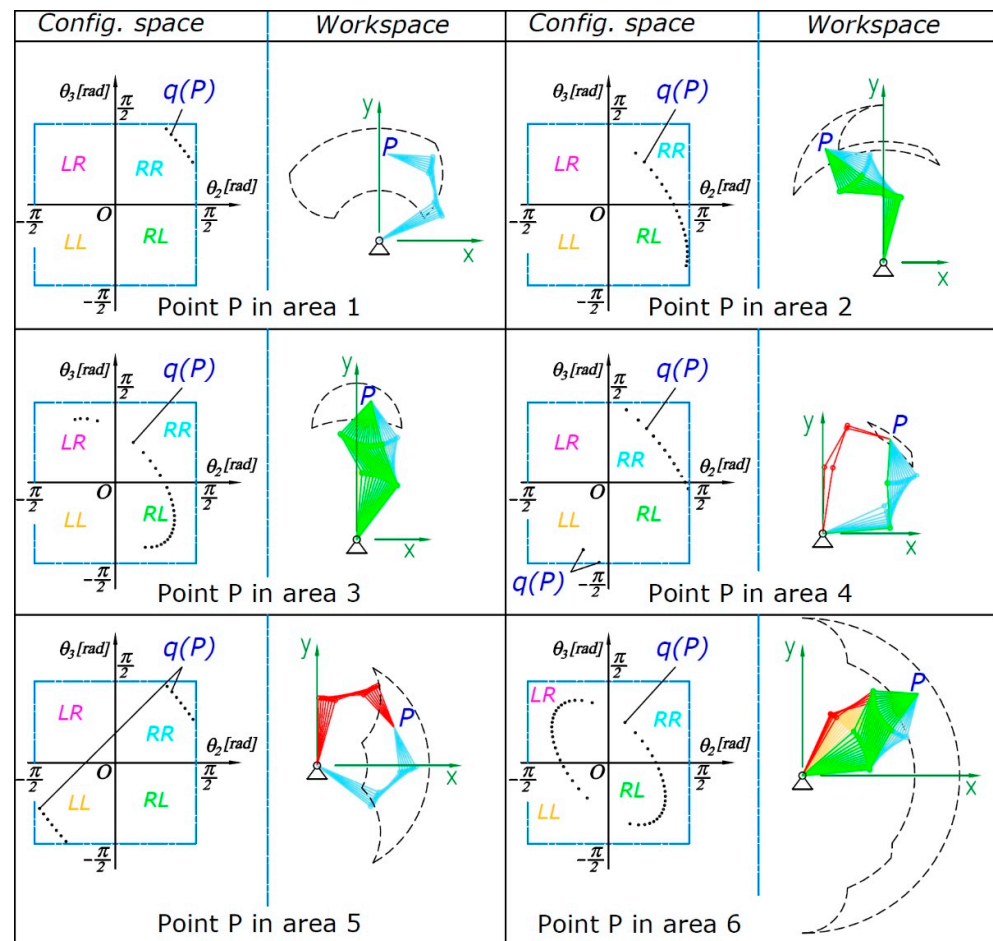 Config. space Workspace Config. space Workspace
θ3[rad] π/2 q(P)
LR RR
θ2[rad]
-π/2 O π/2
LL RL
-π/2
y
P
x
Point P in area 1
θ3[rad] π/2 q(P)
LR RR
θ2[rad]
-π/2 O π/2
LL RL
-π/2
y
P
x
Point P in area 2
θ3[rad] π/2 q(P)
LR RR
θ2[rad]
-π/2 O π/2
LL RL
-π/2
y
P
x
Point P in area 3
θ3[rad] π/2 q(P)
LR RR
θ2[rad]
-π/2 O π/2
LL RL
q(P) -π/2
y
P
x
Point P in area 4
θ3[rad] π/2 q(P)
LR RR
θ2[rad]
-π/2 O π/2
LL RL
-π/2
y
P
x
Point P in area 5
θ3[rad] π/2 q(P)
LR RR
θ2[rad]
-π/2 O π/2
LL RL
-π/2
y
P
x
Point P in area 6